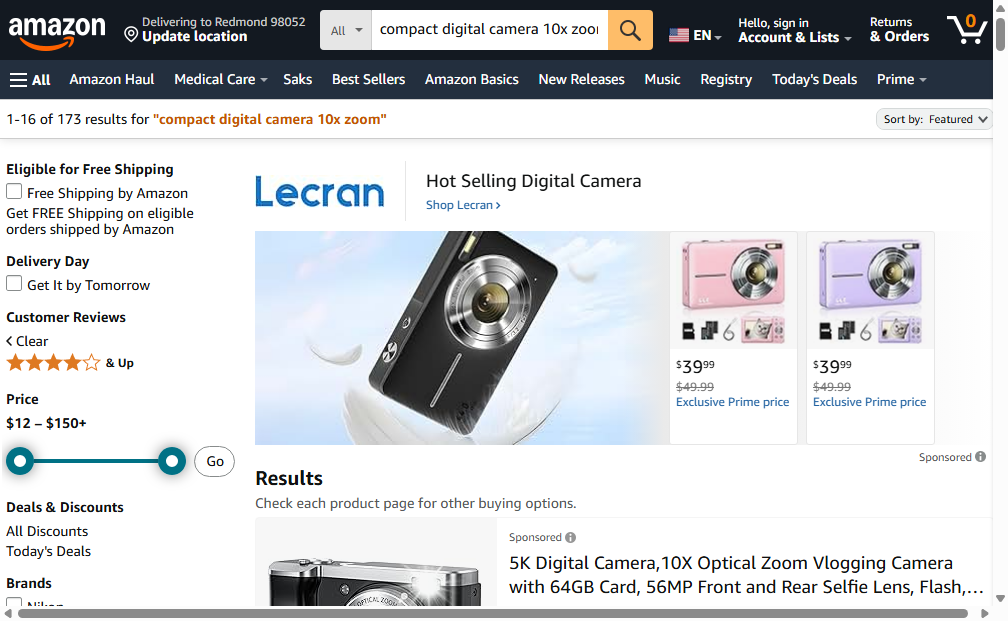 amazon
Delivering to Redmond 98052
Update location
All
compact digital camera 10x zoo
EN
Hello, sign in
Account & Lists
Returns
& Orders
0
All
Amazon Haul
Medical Care
Saks
Best Sellers
Amazon Basics
New Releases
Music
Registry
Today's Deals
Prime
1-16 of 173 results for "compact digital camera 10x zoom"
Sort by: Featured
Eligible for Free Shipping
Free Shipping by Amazon
Get FREE Shipping on eligible
orders shipped by Amazon
Delivery Day
Get It by Tomorrow
Customer Reviews
Clear
& Up
Price
$12 – $150+
Go
Deals & Discounts
All Discounts
Today's Deals
Brands
Nikon
Lecran
Hot Selling Digital Camera
Shop Lecran
$39.99
$49.99
Exclusive Prime price
$39.99
$49.99
Exclusive Prime price
Sponsored
Results
Check each product page for other buying options.
OPTICAL ZOOM
Sponsored
5K Digital Camera,10X Optical Zoom Vlogging Camera
with 64GB Card, 56MP Front and Rear Selfie Lens, Flash,…